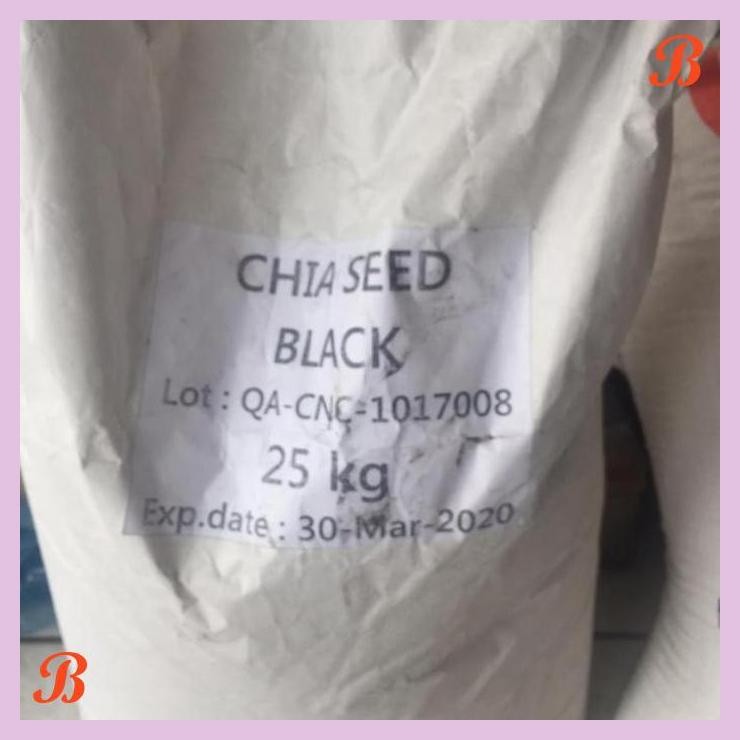 B
CHIA SEED
BLACK
Lot : QA-CNC-1017008
25 kg
Exp.date : 30-Mar-2020
B